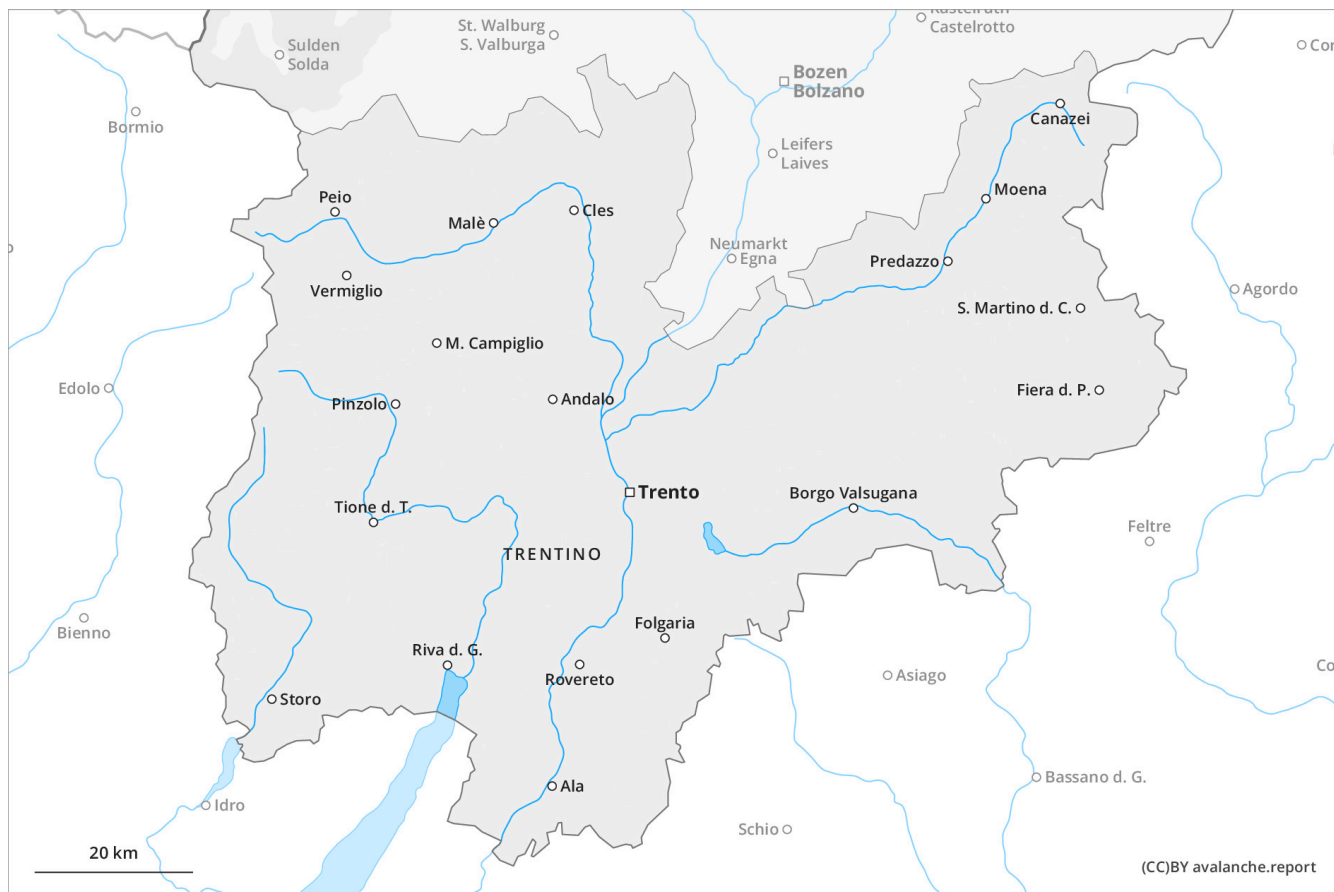 Kastelruth
Castelrotto
St. Walburg
S. Valburga
Sulden
Solda
Bozen
Bolzano
Bormio
Canazei
Leifers
Laives
Moena
Peio
Malè
Cles
Neumarkt
Egna
Predazzo
Vermiglio
Agordo
S. Martino d. C.
M. Campiglio
Edolo
Pinzolo
Andalo
Fiera d. P.
Trento
Borgo Valsugana
Tione d. T.
Feltre
TRENTINO
Bienno
Folgaria
Riva d. G.
Rovereto
Asiago
Storo
Ala
Bassano d. G.
Idro
Schio
20 km
(CC)BY avalanche.report